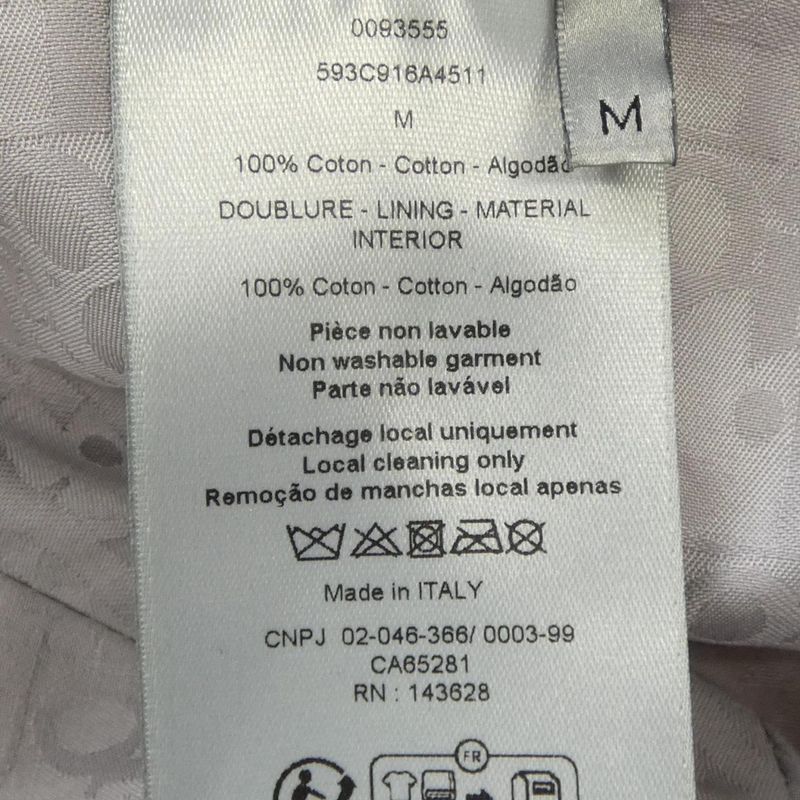 0093555
593C916A4511
M
M
100% Coton - Cotton - Algodão
DOUBLURE - LINING - MATERIAL
INTERIOR
100% Coton - Cotton - Algodão
Pièce non lavable
Non washable garment
Parte não lavável
Détachage local uniquement
Local cleaning only
Remoção de manchas local apenas
Made in ITALY
CNPJ 02-046-366/ 0003-99
CA65281
RN : 143628
FR